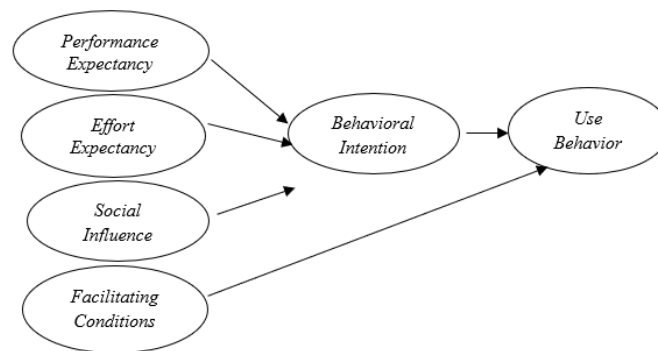 Performance
Expectancy
Effort
Expectancy
Social
Influence
Facilitating
Conditions
Behavioral
Intention
Use
Behavior